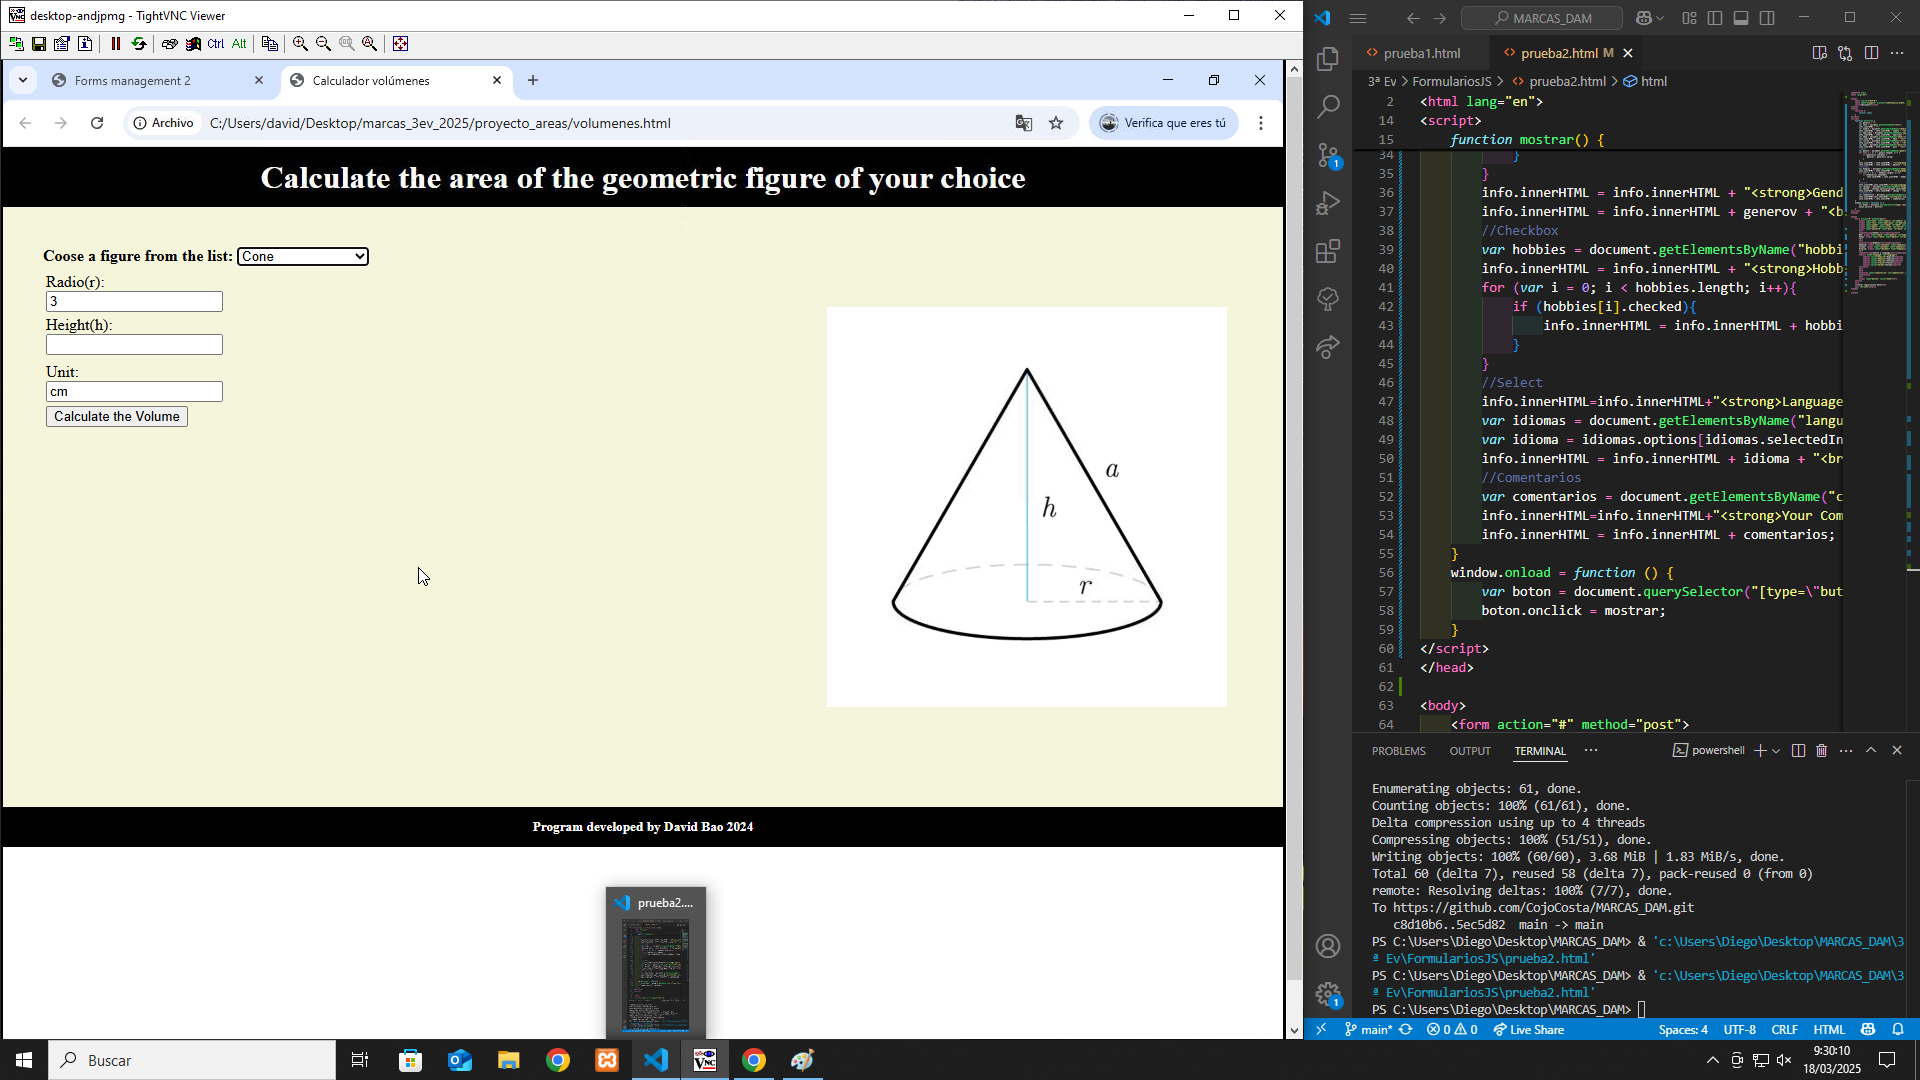 desktop-andjpmg - TightVNC Viewer
Ctrl Alt
Forms management 2
Calculador volúmenes
Archivo
C:/Users/david/Desktop/marcas_3ev_2025/proyecto_areas/volumenes.html
Verifica que eres tú
Calculate the area of the geometric figure of your choice
Coose a figure from the list: Cone
Radio(r):
3
Height(h):
Unit:
cm
Calculate the Volume
a
h
r
Program developed by David Bao 2024
prueba2....
Buscar
MARCAS_DAM
prueba1.html
prueba2.html M
3ª Ev > FormulariosJS > prueba2.html > html
2 <html lang="en">
14 <script>
15 function mostrar() {
34 }
35 }
36 info.innerHTML = info.innerHTML + "<strong>Gend
37 info.innerHTML = info.innerHTML + generov + "<b
38 //Checkbox
39 var hobbies = document.getElementsByName("hobbi
40 info.innerHTML = info.innerHTML + "<strong>Hobb
41 for (var i = 0; i < hobbies.length; i++){
42 if (hobbies[i].checked){
43 info.innerHTML = info.innerHTML + hobbi
44 }
45 }
46 //Select
47 info.innerHTML=info.innerHTML+"<strong>Language
48 var idiomas = document.getElementsByName("langu
49 var idioma = idiomas.options[idiomas.selectedIn
50 info.innerHTML = info.innerHTML + idioma + "<br
51 //Comentarios
52 var comentarios = document.getElementsByName("c
53 info.innerHTML=info.innerHTML+"<strong>Your Com
54 info.innerHTML = info.innerHTML + comentarios;
55 }
56 window.onload = function () {
57 var boton = document.querySelector("[type=\"but
58 boton.onclick = mostrar;
59 }
60 </script>
61 </head>
62
63 <body>
64 <form action="#" method="post">
PROBLEMS OUTPUT TERMINAL
powershell
Enumerating objects: 61, done.
Counting objects: 100% (61/61), done.
Delta compression using up to 4 threads
Compressing objects: 100% (51/51), done.
Writing objects: 100% (60/60), 3.68 MiB | 1.83 MiB/s, done.
Total 60 (delta 7), reused 58 (delta 7), pack-reused 0 (from 0)
remote: Resolving deltas: 100% (7/7), done.
To https://github.com/CojoCosta/MARCAS_DAM.git
c8d10b6..5ec5d82 main -> main
PS C:\Users\Diego\Desktop\MARCAS_DAM> & 'c:\Users\Diego\Desktop\MARCAS_DAM\3
ª Ev\FormulariosJS\prueba2.html'
PS C:\Users\Diego\Desktop\MARCAS_DAM> & 'c:\Users\Diego\Desktop\MARCAS_DAM\3
ª Ev\FormulariosJS\prueba2.html'
PS C:\Users\Diego\Desktop\MARCAS_DAM>
main* 0 0 Live Share Spaces: 4 UTF-8 CRLF HTML
9:30:10
18/03/2025